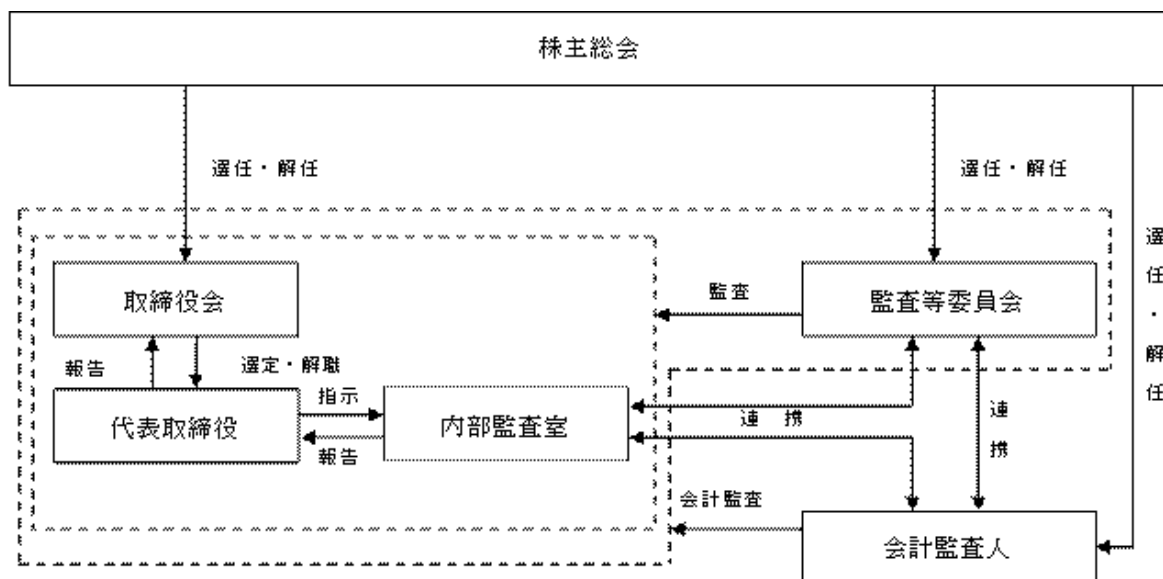 株主総会
選任・解任
選任・解任
選任・解任
取締役会
監査
監査等委員会
報告
選定・解職
代表取締役
指示
報告
内部監査室
連携
連携
会計監査
会計監査人